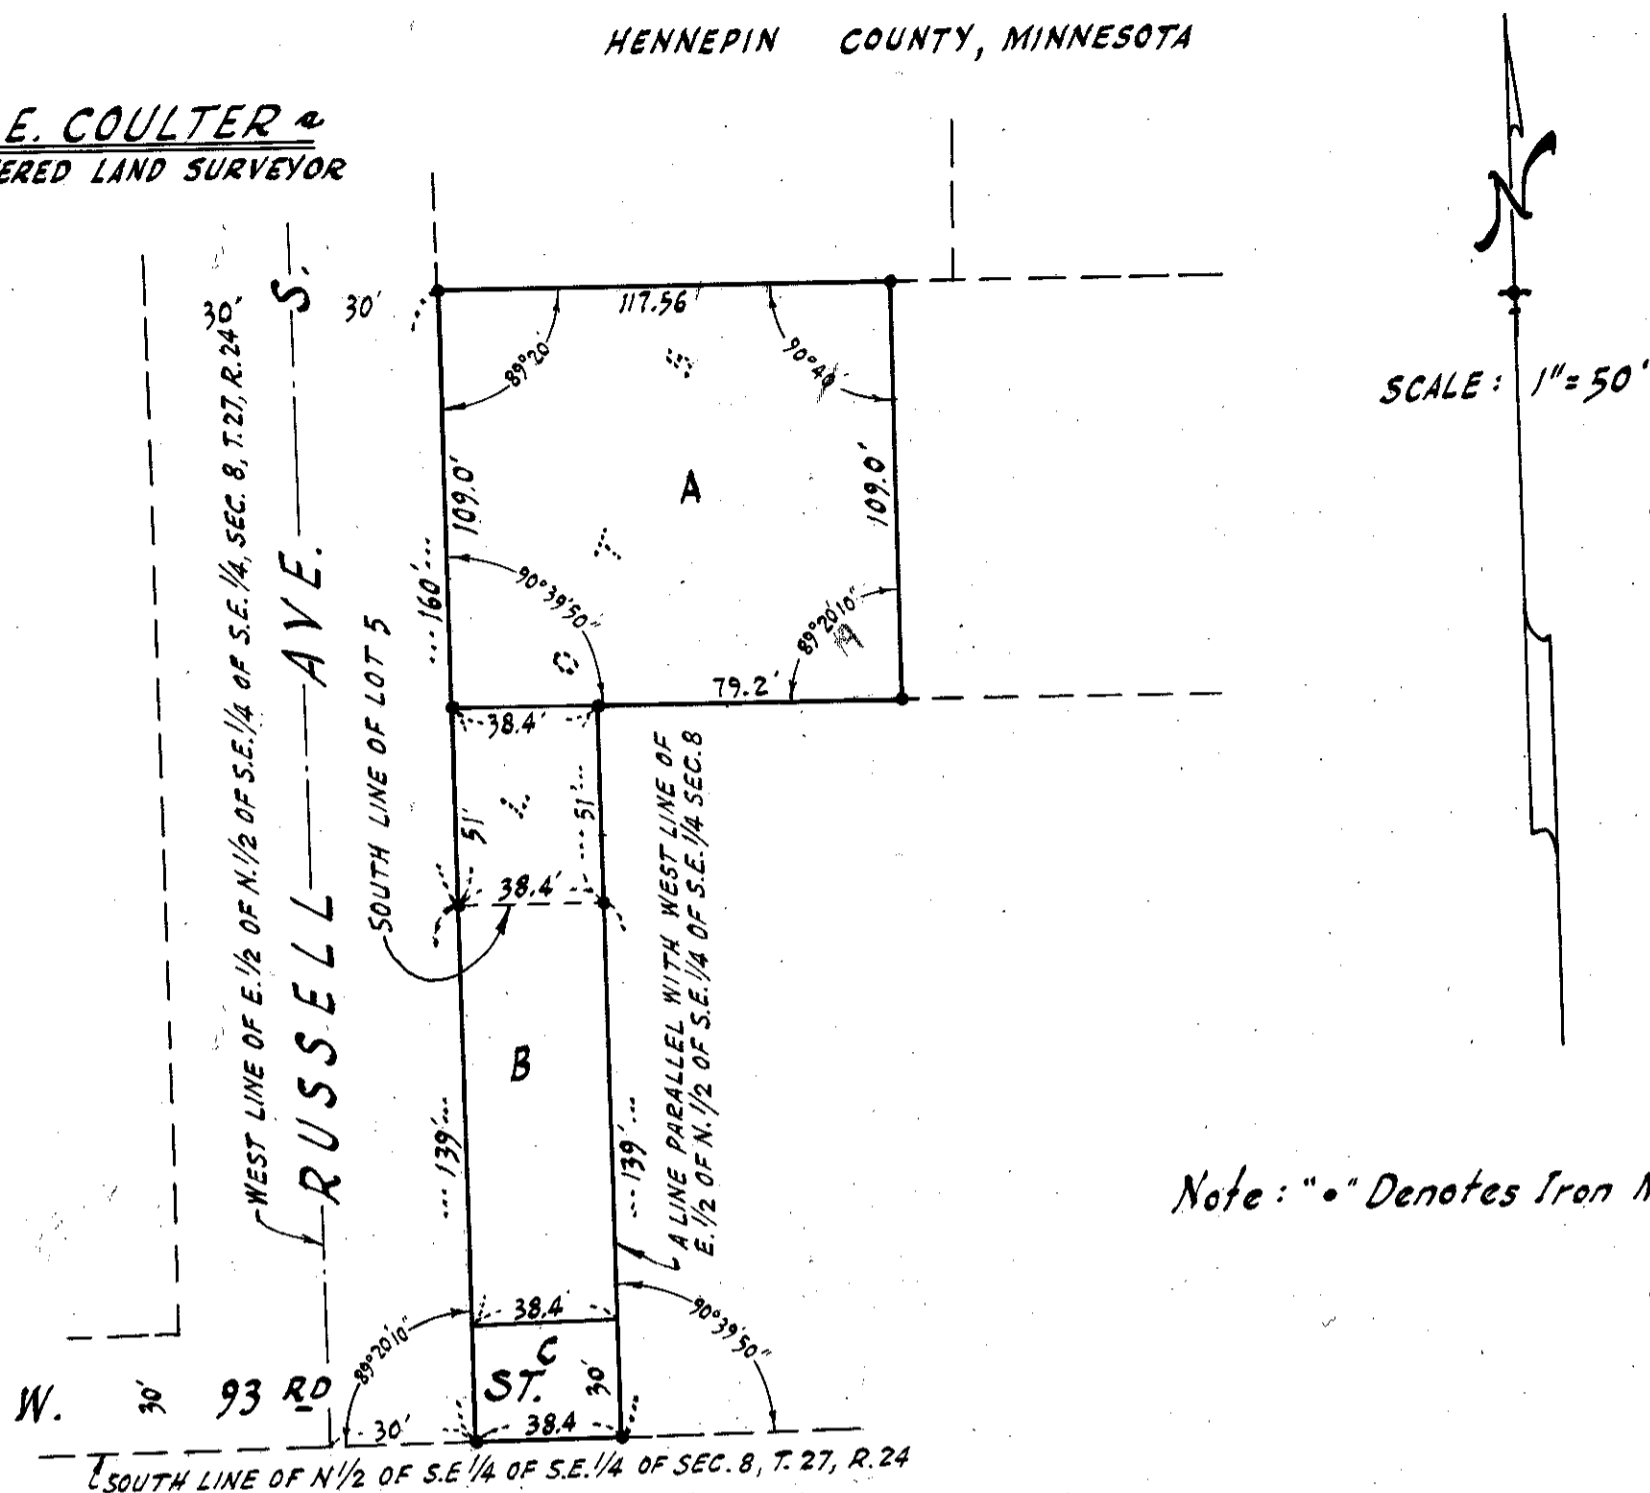 HENNEPIN COUNTY, MINNESOTA
E. COULTER
ERED LAND SURVEYOR
SCALE: 1"=50'
30'
30'
117.56'
89°20'
90°40'
S
WEST LINE OF E.1/2 OF N.1/2 OF S.E.1/4 OF S.E.1/4, SEC. 8, T.27, R.24
RUSSELL AVE. S.
109.0'
A
109.0'
160'
T
90°39'50"
89°20'10"
19
O
SOUTH LINE OF LOT 5
79.2'
38.4'
L
51'
51'
38.4'
A LINE PARALLEL WITH WEST LINE OF
E.1/2 OF N.1/2 OF S.E.1/4 OF S.E.1/4 SEC.8
B
139'
139'
Note: "•" Denotes Iron
38.4'
89°20'10"
90°39'50"
C
W. 30' 93 RD ST. 30'
30'
38.4
SOUTH LINE OF N 1/2 OF S.E 1/4 OF S.E.1/4 OF SEC. 8, T. 27, R. 24